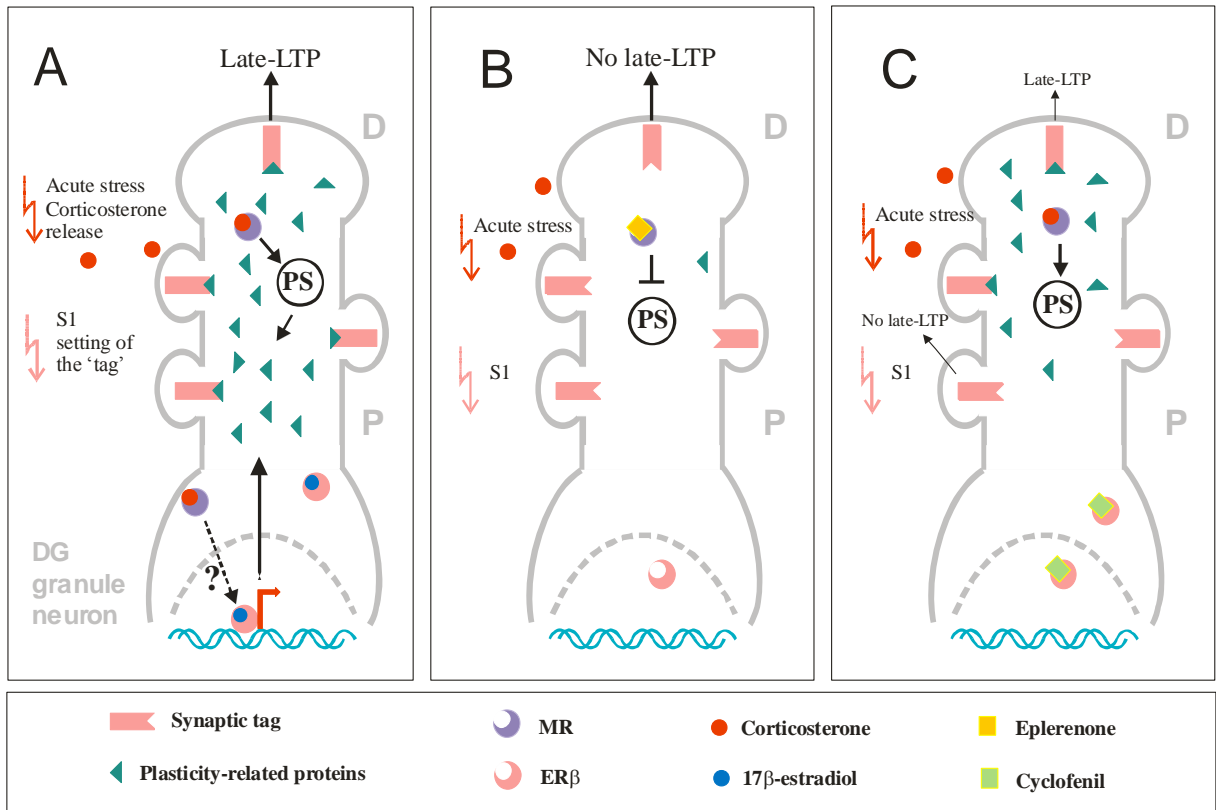 A
Late-LTP
D
Acute stress
Corticosterone
release
PS
S1
setting of
the ‘tag’
P
?
DG
granule
neuron
B
No late-LTP
D
Acute stress
PS
S1
P
C
Late-LTP
D
Acute stress
PS
No late-LTP
S1
P
Synaptic tag
MR
Corticosterone
Eplerenone
Plasticity-related proteins
ERβ
17β-estradiol
Cyclofenil